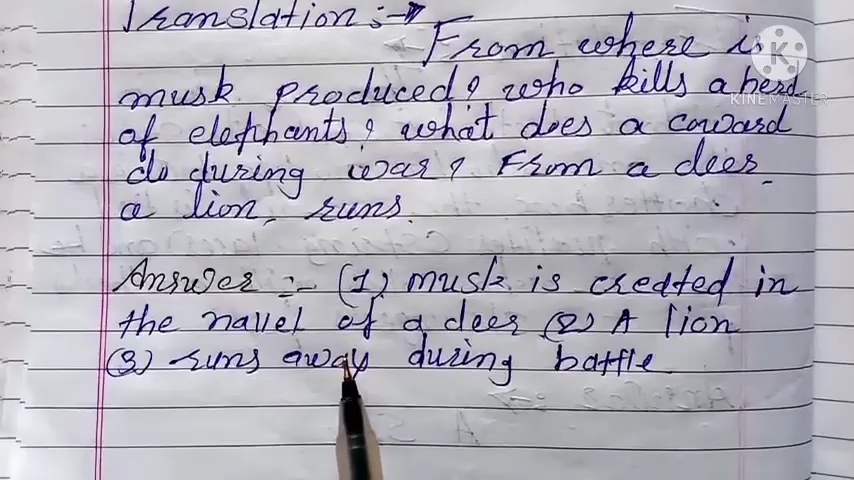 Translation :-
From where is
musk produced? who kills a herd
of elephants? what does a coward
do during war? From a deer
a lion, runs.
Answer :- (1) musk is created in
the navel of a deer (2) A lion
(3) runs away during battle
KINEMASTER